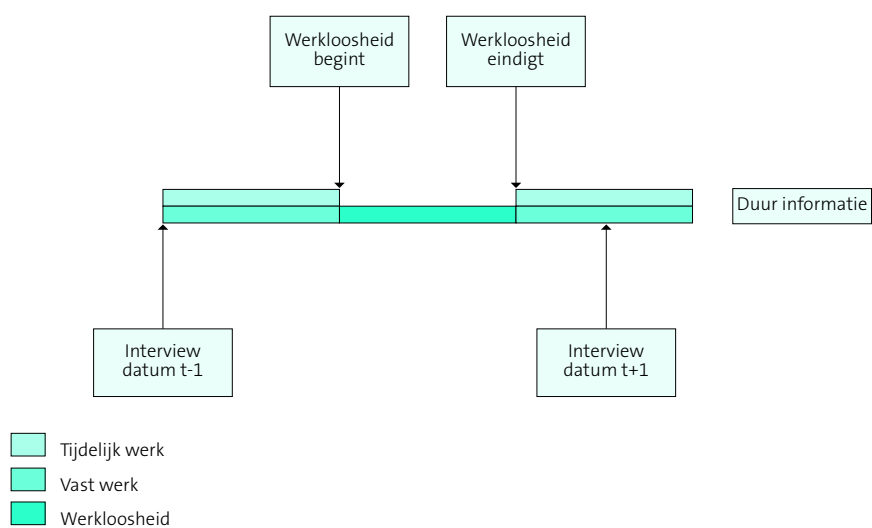 Werkloosheid
begint
Werkloosheid
eindigt
Duur informatie
Interview
datum t-1
Interview
datum t+1
Tijdelijk werk
Vast werk
Werkloosheid